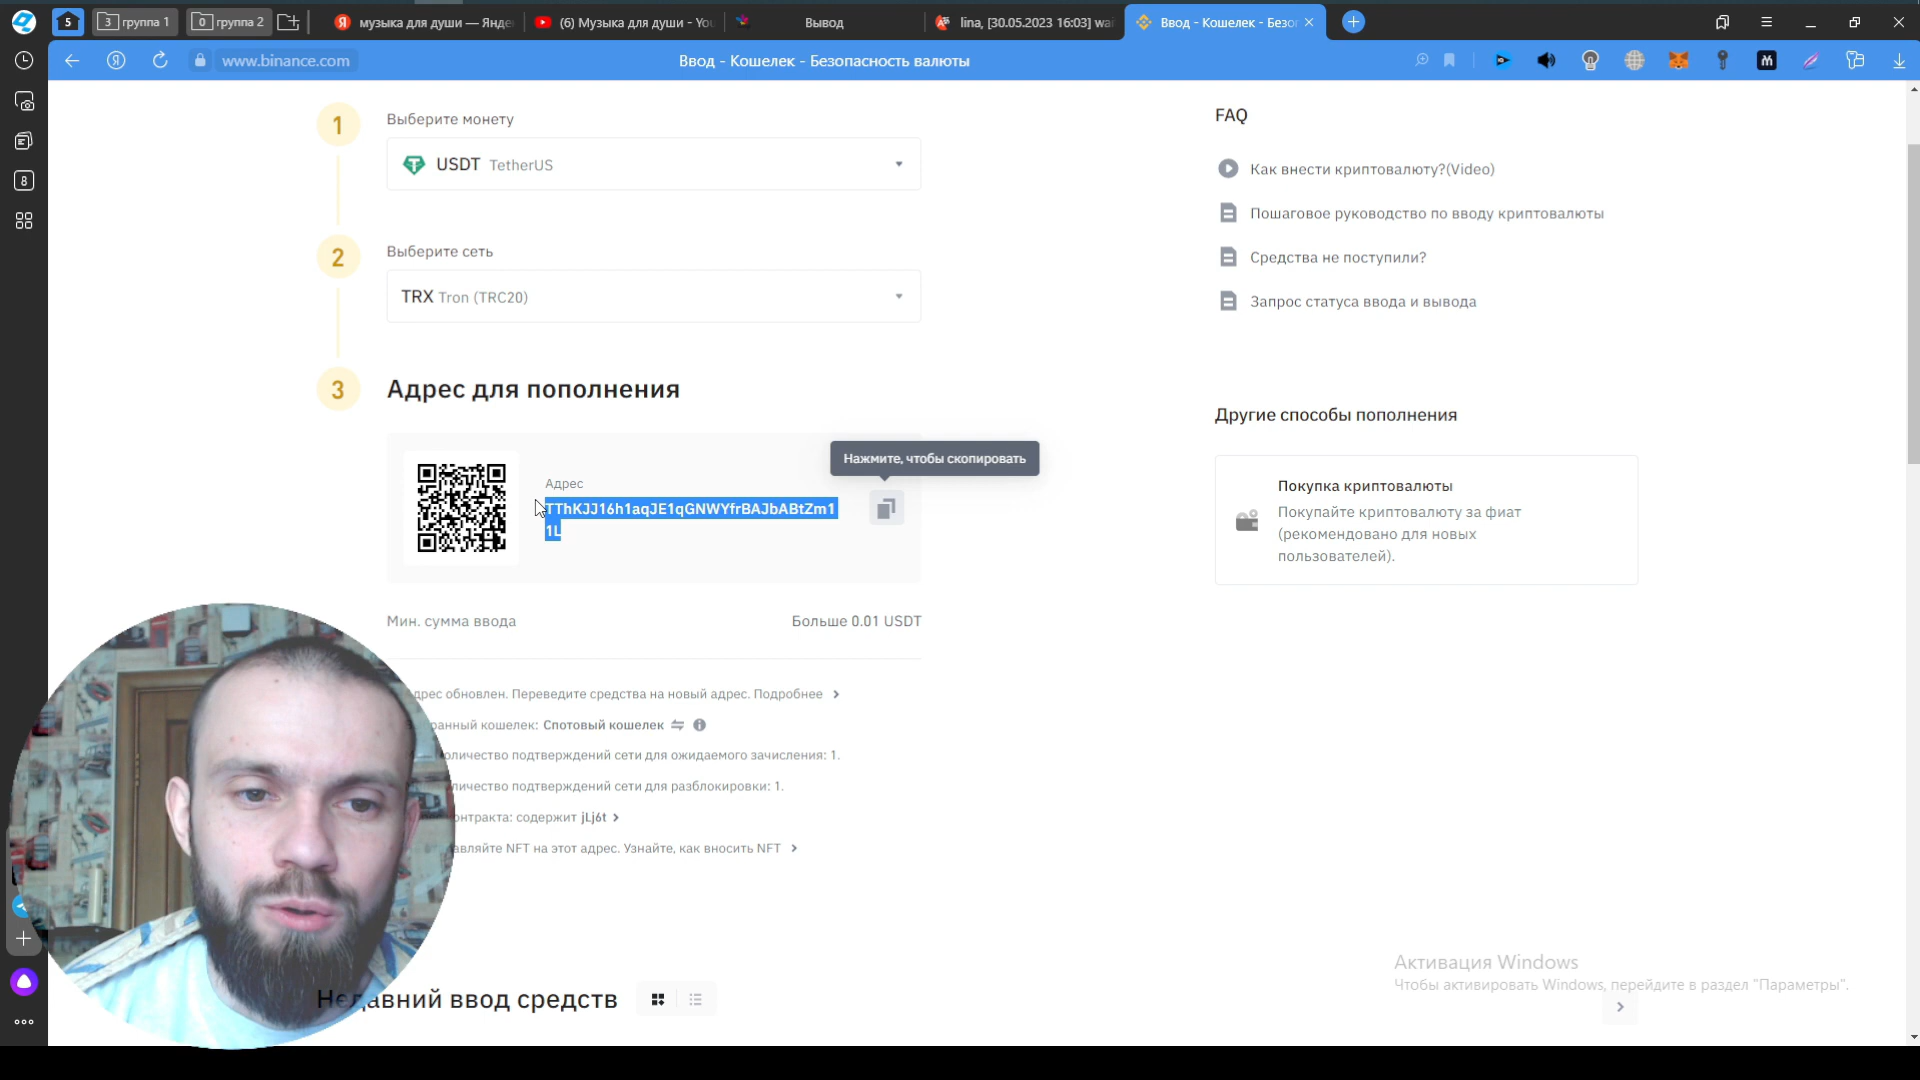 5
3 группа 1
0 группа 2
музыка для души — Янде
(6) Музыка для души - You
Вывод
lina, [30.05.2023 16:03] wai
Ввод - Кошелек - Безо
www.binance.com
Ввод - Кошелек - Безопасность валюты
8
1
Выберите монету
USDT TetherUS
2
Выберите сеть
TRX Tron (TRC20)
3
Адрес для пополнения
Нажмите, чтобы скопировать
Адрес
TThKJJ16h1aqJE1qGNWYfrBAJbABtZm1
1L
Мин. сумма ввода
Больше 0.01 USDT
дрес обновлен. Переведите средства на новый адрес. Подробнее
ранный кошелек: Спотовый кошелек
оличество подтверждений сети для ожидаемого зачисления: 1.
личество подтверждений сети для разблокировки: 1.
онтракта: содержит jLj6t
авляйте NFT на этот адрес. Узнайте, как вносить NFT
Недавний ввод средств
FAQ
Как внести криптовалюту?(Video)
Пошаговое руководство по вводу криптовалюты
Средства не поступили?
Запрос статуса ввода и вывода
Другие способы пополнения
Покупка криптовалюты
Покупайте криптовалюту за фиат
(рекомендовано для новых
пользователей).
Активация Windows
Чтобы активировать Windows, перейдите в раздел "Параметры".